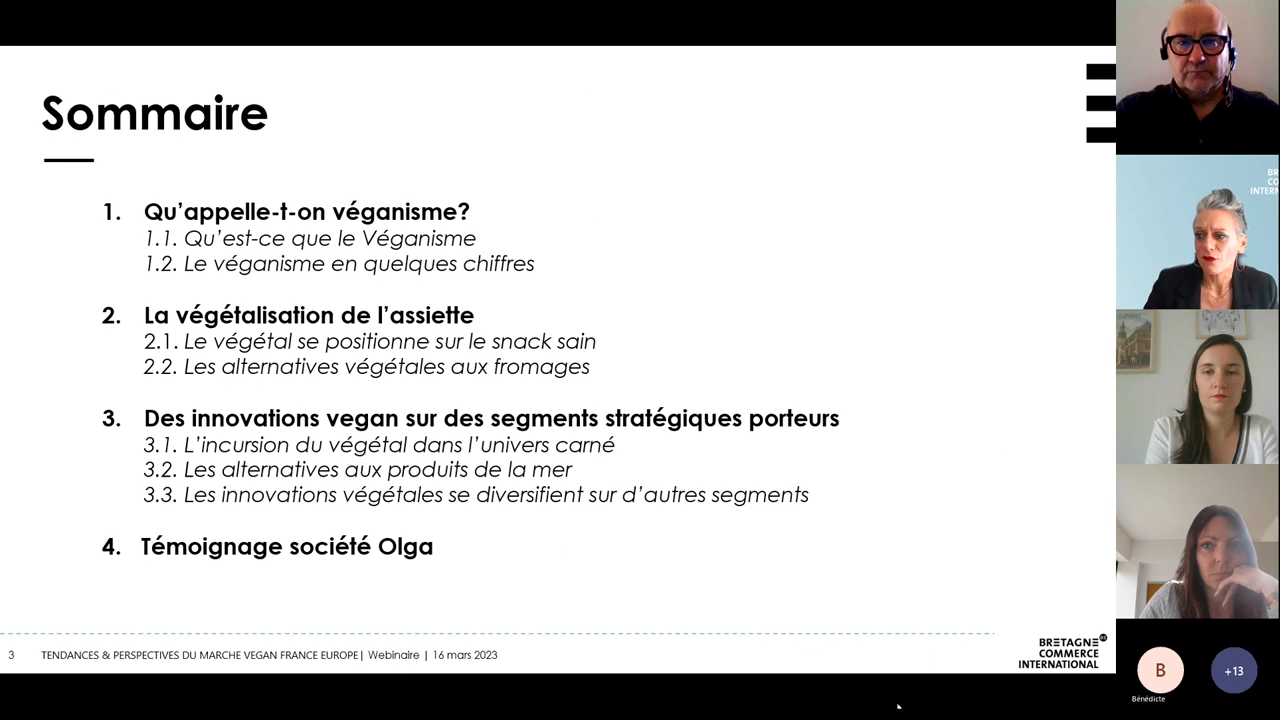 Sommaire
1. Qu’appelle-t-on véganisme?
1.1. Qu’est-ce que le Véganisme
1.2. Le véganisme en quelques chiffres
2. La végétalisation de l’assiette
2.1. Le végétal se positionne sur le snack sain
2.2. Les alternatives végétales aux fromages
3. Des innovations vegan sur des segments stratégiques porteurs
3.1. L’incursion du végétal dans l’univers carné
3.2. Les alternatives aux produits de la mer
3.3. Les innovations végétales se diversifient sur d’autres segments
4. Témoignage société Olga
3 TENDANCES & PERSPECTIVES DU MARCHE VEGAN FRANCE EUROPE| Webinaire | 16 mars 2023
BRETAGNE
COMMERCE
INTERNATIONAL
BR
CO
INTERN
B
+13
Bénédicte